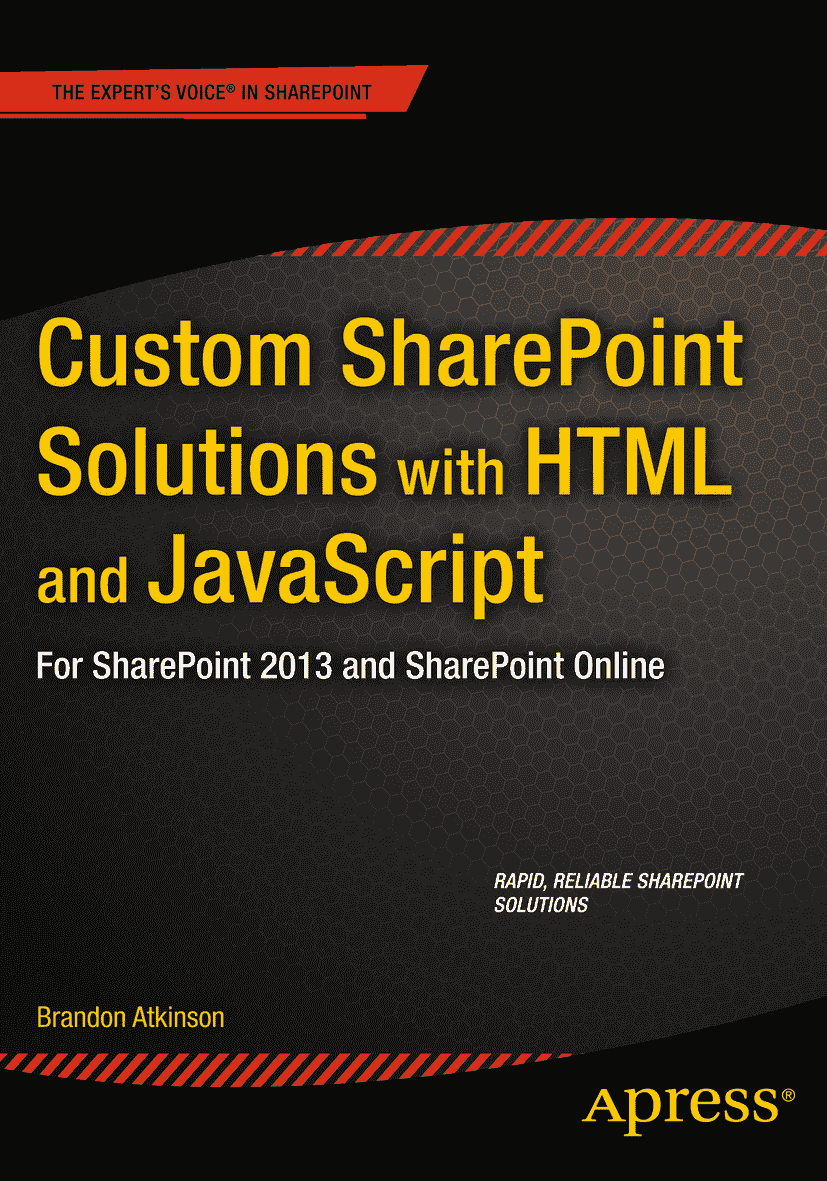 THE EXPERT'S VOICE® IN SHAREPOINT
Custom SharePoint
Solutions with HTML
and JavaScript
For SharePoint 2013 and SharePoint Online
RAPID, RELIABLE SHAREPOINT
SOLUTIONS
Brandon Atkinson
Apress®